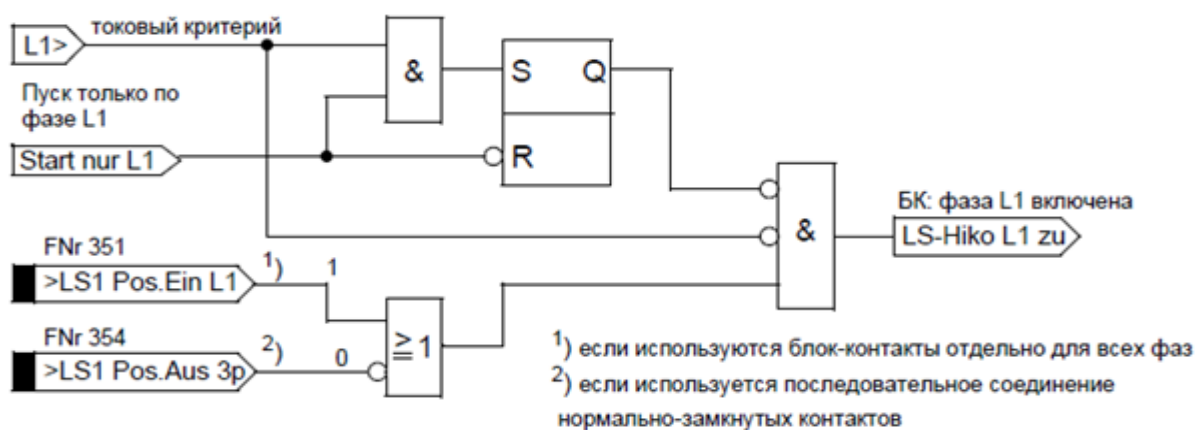 L1>
токовый критерий
&
S Q
R
Пуск только по
фазе L1
Start nur L1
&
БК: фаза L1 включена
LS-Hiko L1 zu
FNr 351
>LS1 Pos.Ein L1
1)
1
FNr 354
>LS1 Pos.Aus 3p
2)
0
≥1
1) если используются блок-контакты отдельно для всех фаз
2) если используется последовательное соединение
нормально-замкнутых контактов